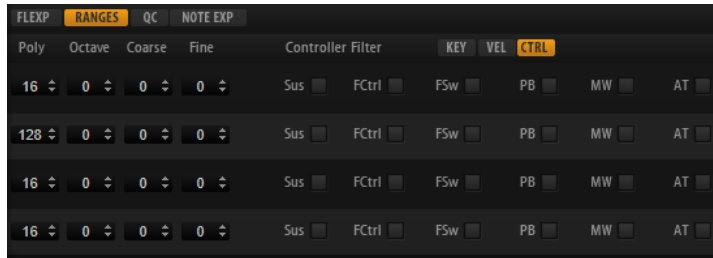 FLEXP RANGES QC NOTE EXP
Poly Octave Coarse Fine Controller Filter KEY VEL CTRL
16 0 0 0 Sus FCtrl FSw PB MW AT
128 0 0 0 Sus FCtrl FSw PB MW AT
16 0 0 0 Sus FCtrl FSw PB MW AT
16 0 0 0 Sus FCtrl FSw PB MW AT